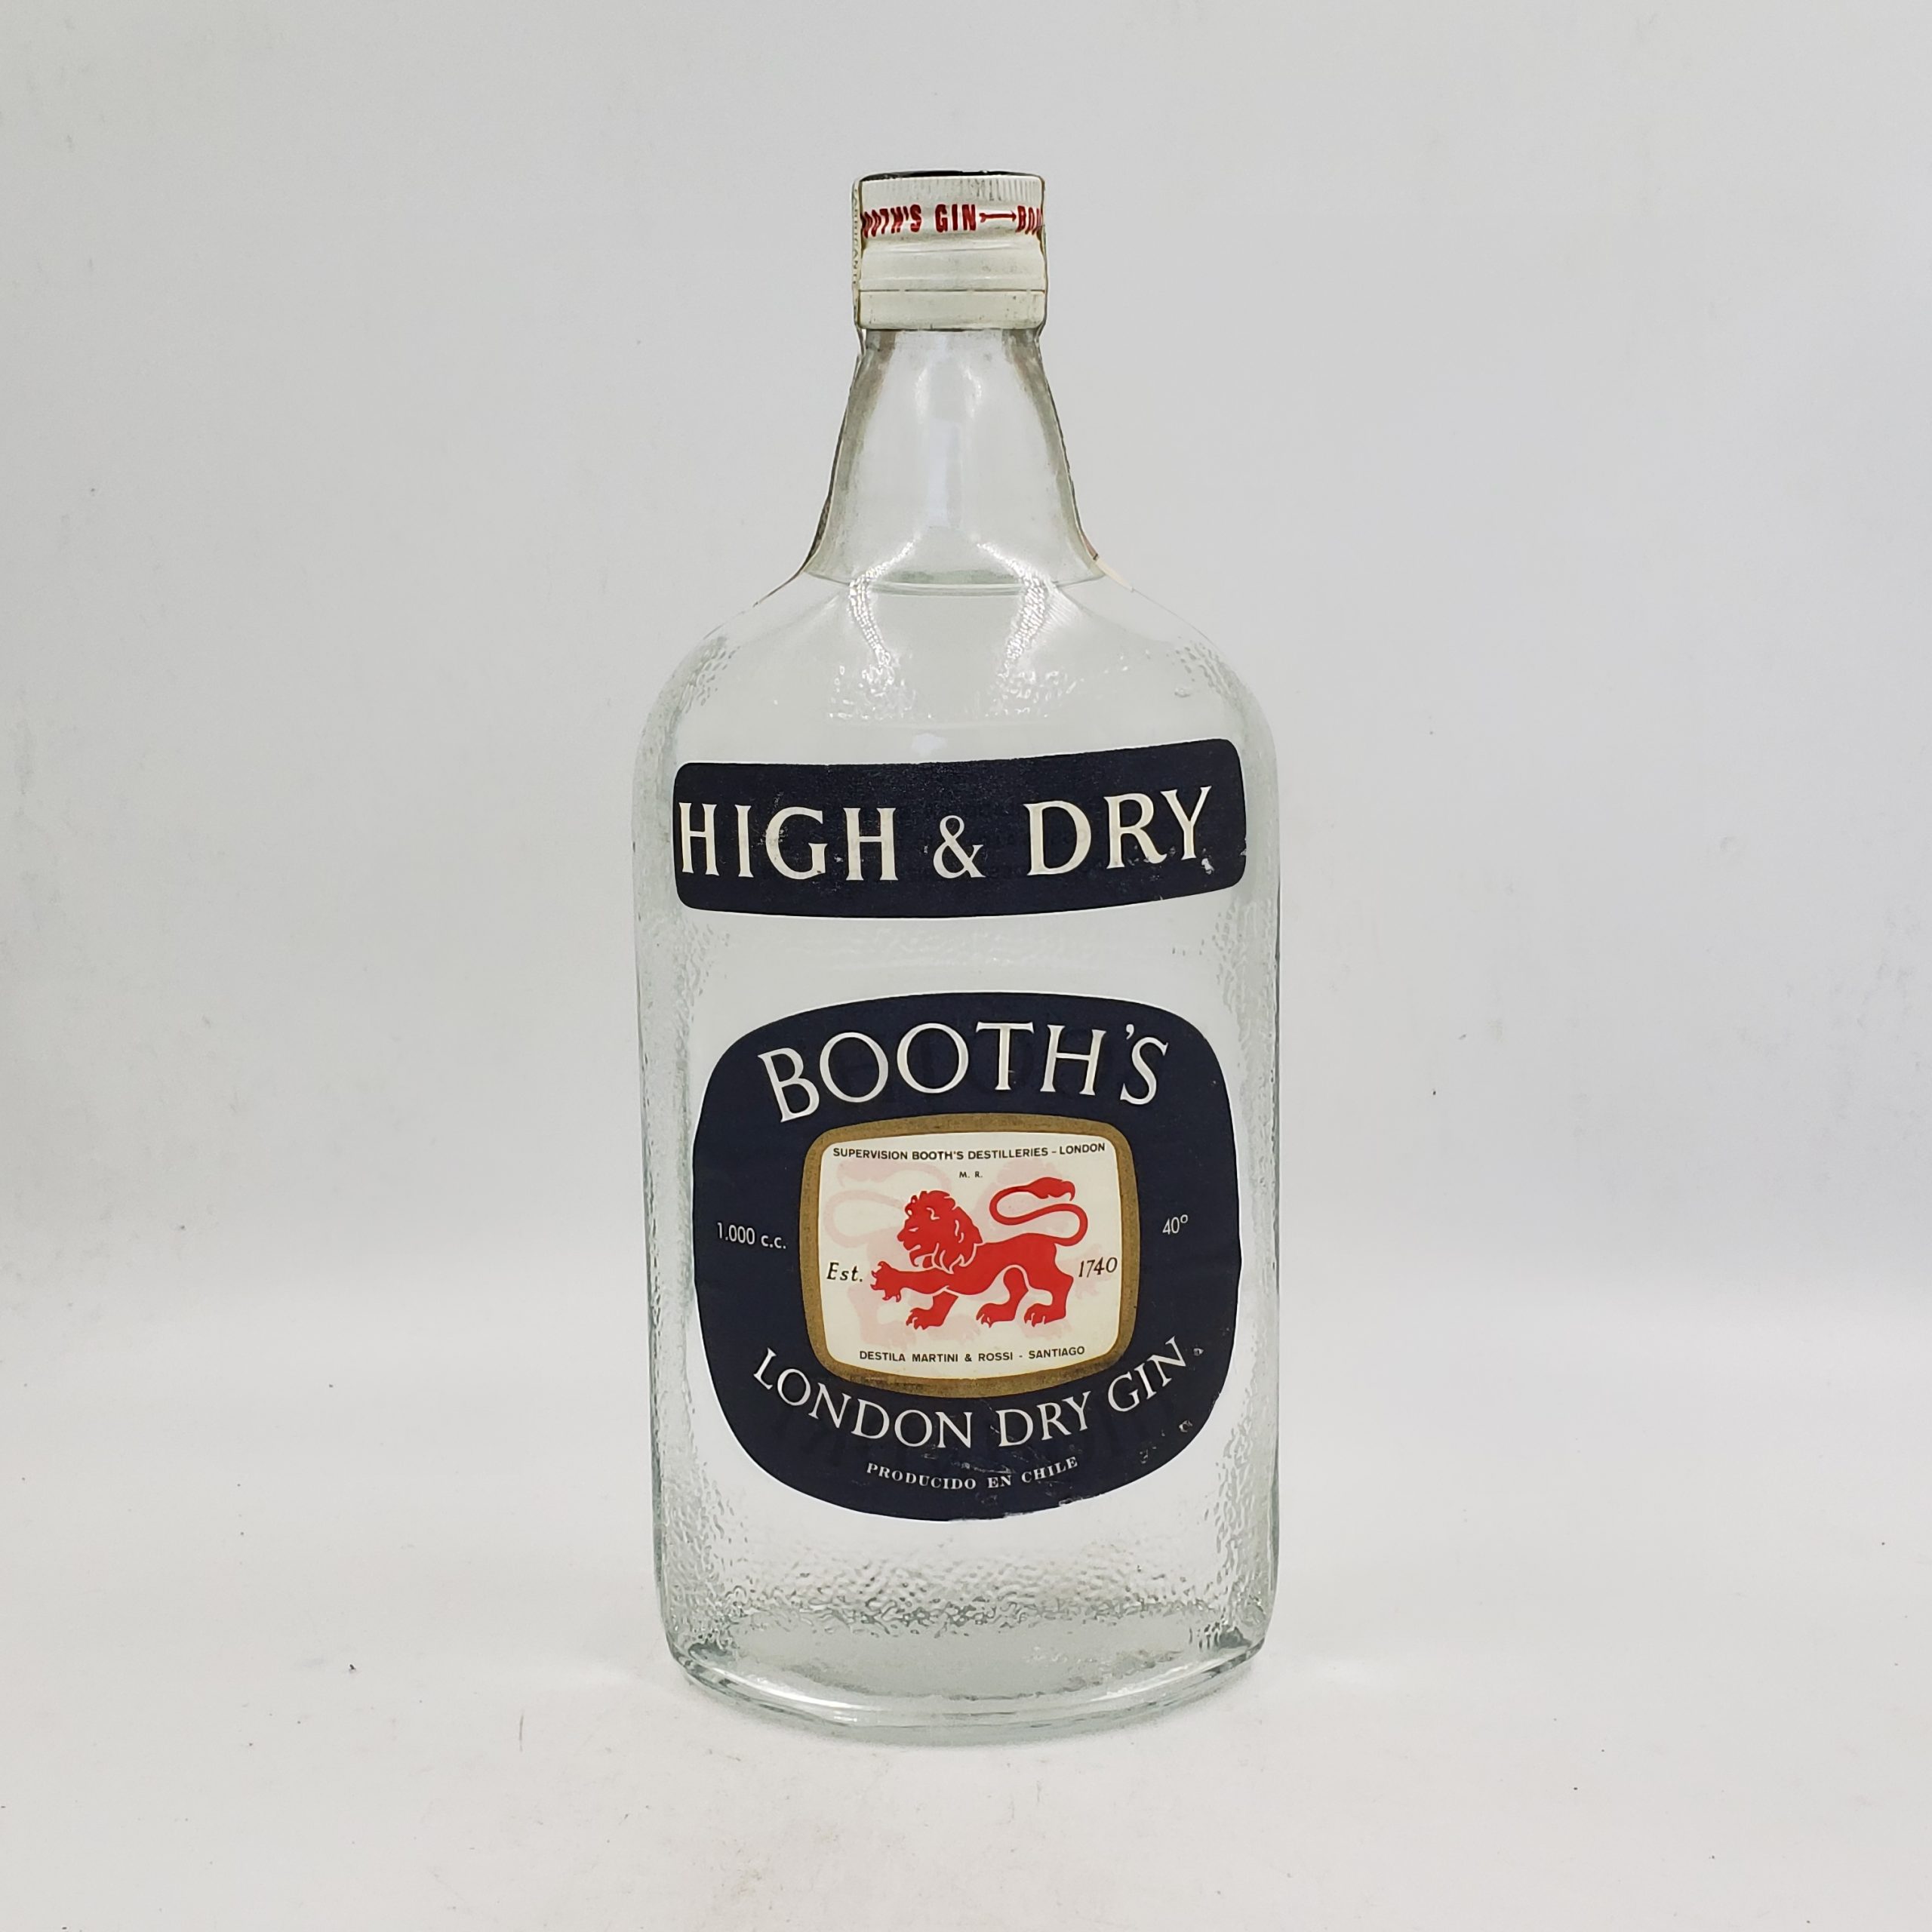 BOOTH'S GIN
HIGH & DRY
BOOTH'S
SUPERVISION BOOTH'S DESTILLERIES - LONDON
M. R.
1.000 c.c.
40º
Est. 1740
DESTILA MARTINI & ROSSI - SANTIAGO
LONDON DRY GIN
PRODUCIDO EN CHILE